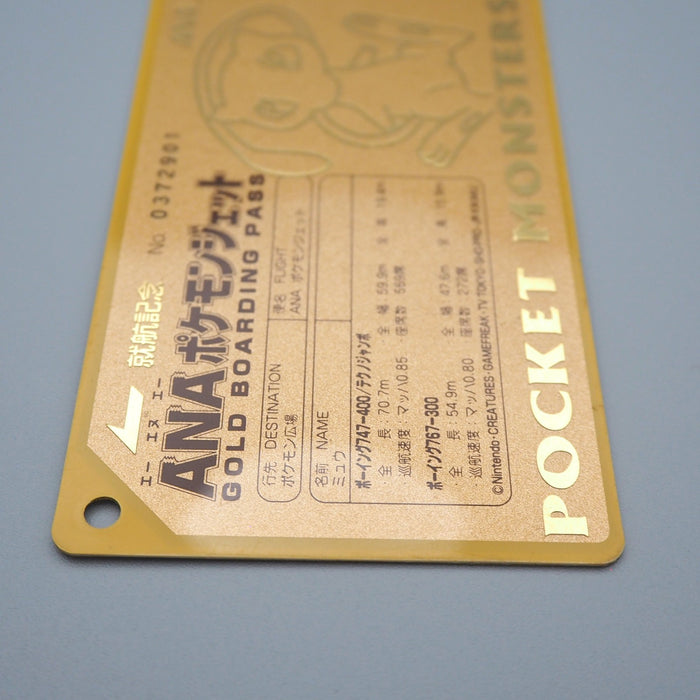 就航記念 No. 0372901
エー エヌ エー
ANAポケモンジェット
GOLD BOARDING PASS
行先 DESTINATION
ポケモン広場
便名 FLIGHT
ANA ポケモンジェット
名前 NAME
ミュウ
ボーイング747-400/テクノジャンボ
全 長:70.7m 全 幅:59.9m 全 高:19.4m
巡航速度:マッハ0.85 座席数:569席
ボーイング767-300
全 長:54.9m 全 幅:47.6m 全 高:15.9m
巡航速度:マッハ0.80 座席数:272席
©Nintendo・CREATURES・GAMEFREAK・TV TOKYO・SHO-PRO・JR KIKAKU
POCKET MONSTERS